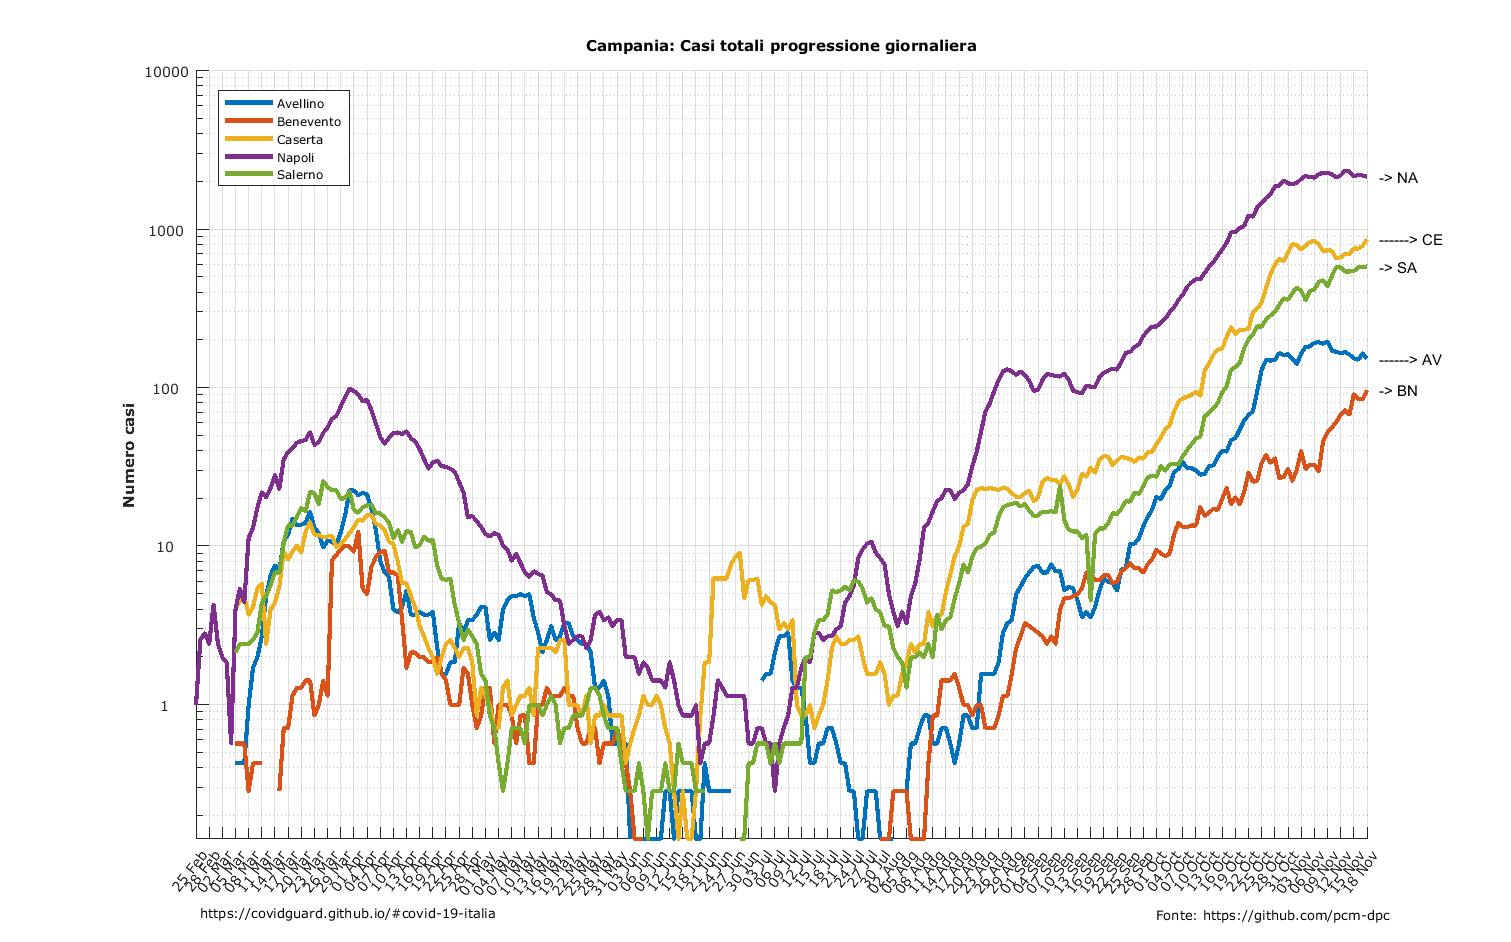 Campania: Casi totali progressione giornaliera
10000
1000
100
10
1
Numero casi
Avellino
Benevento
Caserta
Napoli
Salerno
-> NA
------> CE
-> SA
------> AV
-> BN
25 Feb
28 Feb
02 Mar
05 Mar
08 Mar
11 Mar
14 Mar
17 Mar
20 Mar
23 Mar
26 Mar
29 Mar
01 Apr
04 Apr
07 Apr
10 Apr
13 Apr
16 Apr
19 Apr
22 Apr
25 Apr
28 Apr
01 May
04 May
07 May
10 May
13 May
16 May
19 May
22 May
25 May
28 May
31 May
03 Jun
06 Jun
09 Jun
12 Jun
15 Jun
18 Jun
21 Jun
24 Jun
27 Jun
30 Jun
03 Jul
06 Jul
09 Jul
12 Jul
15 Jul
18 Jul
21 Jul
24 Jul
27 Jul
30 Jul
02 Aug
05 Aug
08 Aug
11 Aug
14 Aug
17 Aug
20 Aug
23 Aug
26 Aug
29 Aug
01 Sep
04 Sep
07 Sep
10 Sep
13 Sep
16 Sep
19 Sep
22 Sep
25 Sep
28 Sep
01 Oct
04 Oct
07 Oct
10 Oct
13 Oct
16 Oct
19 Oct
22 Oct
25 Oct
28 Oct
31 Oct
03 Nov
06 Nov
09 Nov
12 Nov
15 Nov
18 Nov
https://covidguard.github.io/#covid-19-italia
Fonte: https://github.com/pcm-dpc